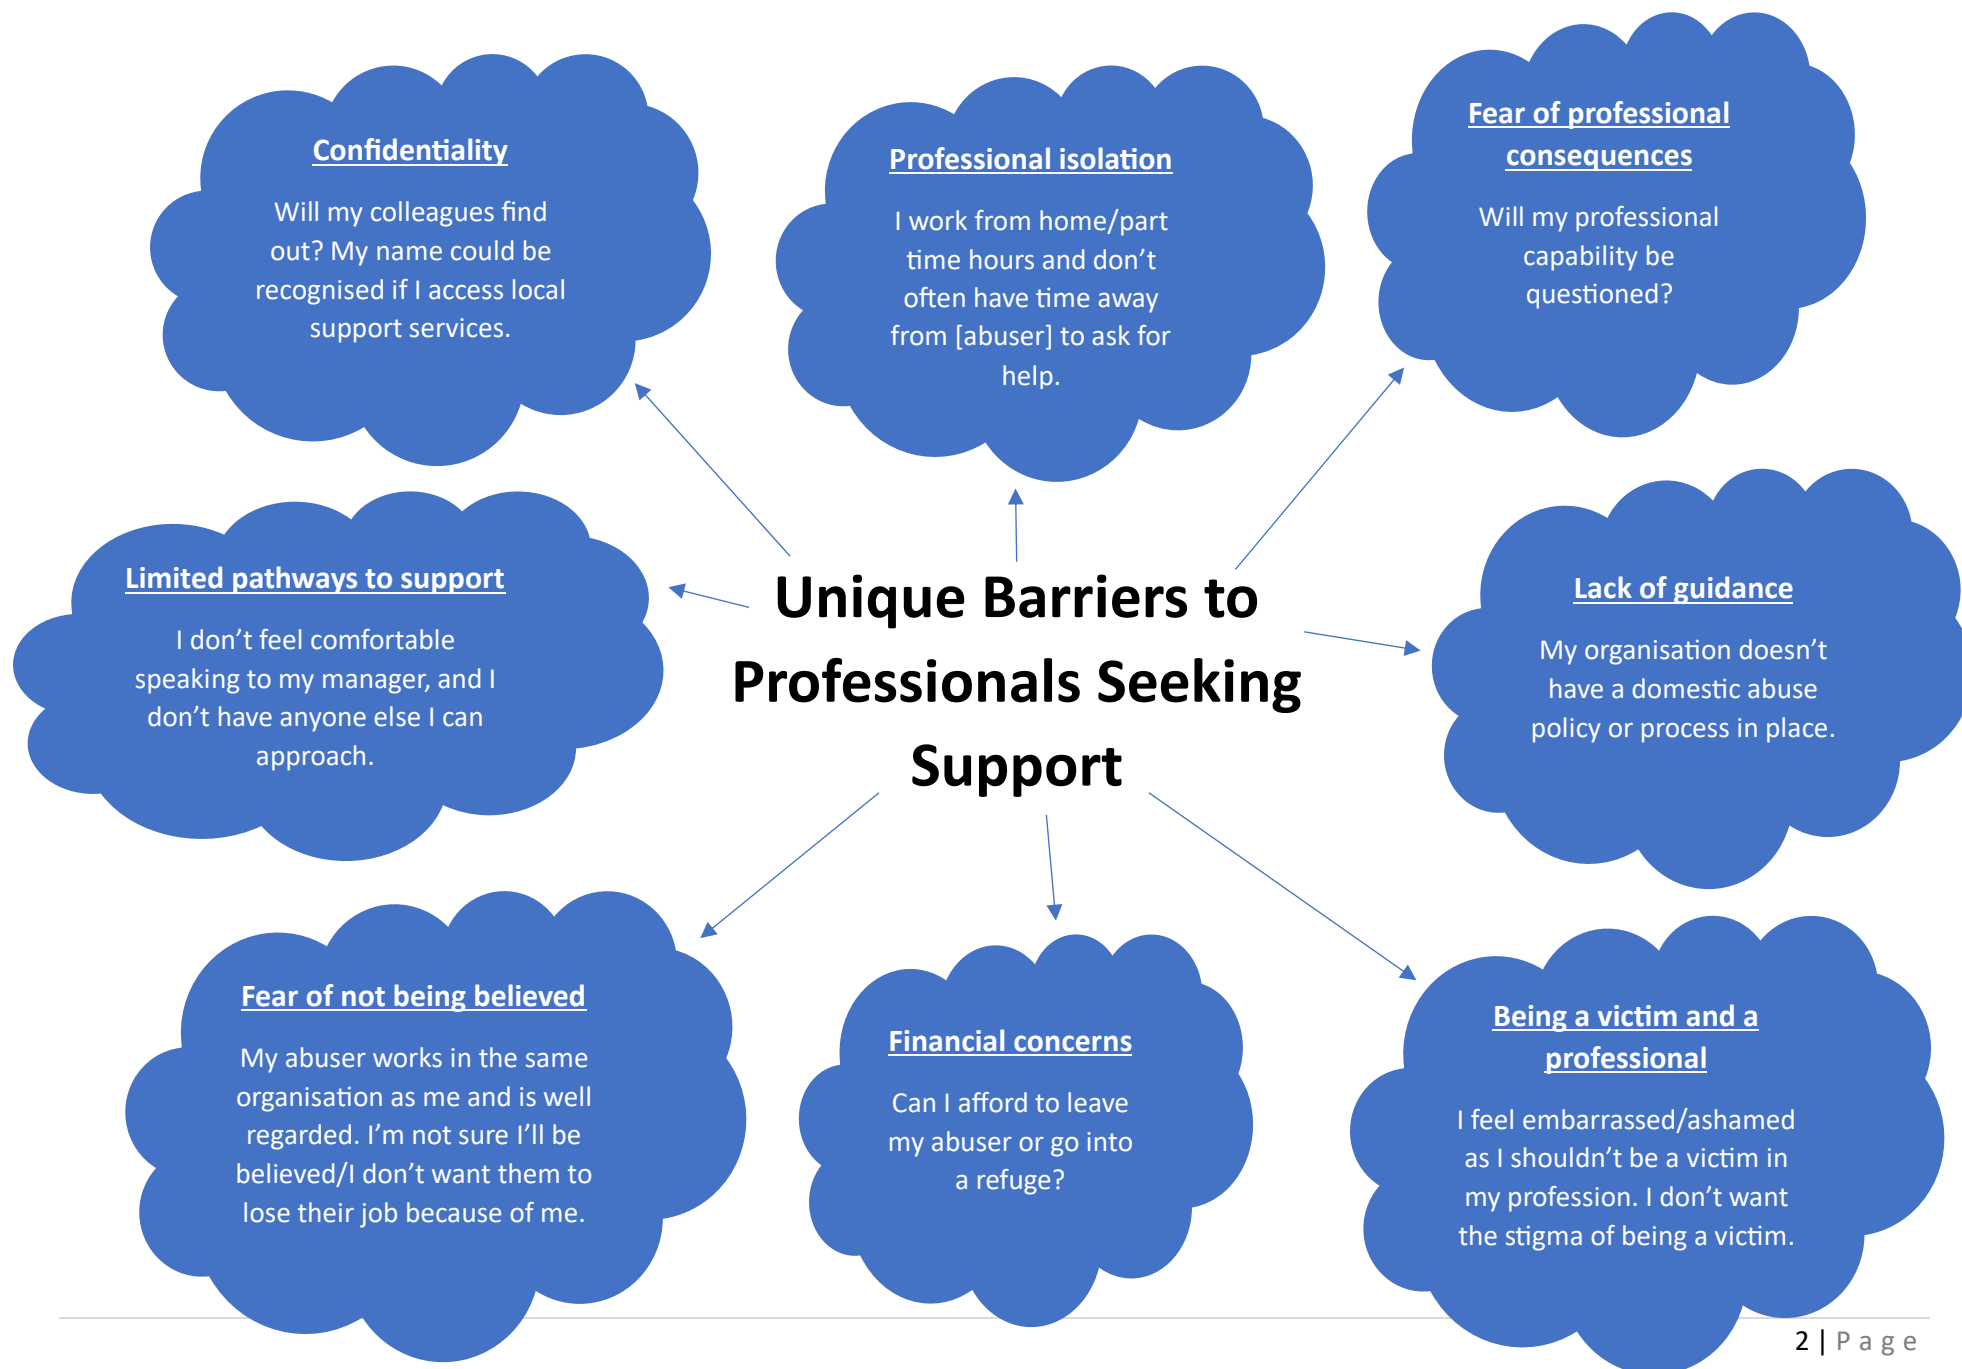 Confidentiality
Will my colleagues find
out? My name could be
recognised if I access local
support services.
Professional isolation
I work from home/part
time hours and don’t
often have time away
from [abuser] to ask for
help.
Fear of professional
consequences
Will my professional
capability be
questioned?
Limited pathways to support
I don’t feel comfortable
speaking to my manager, and I
don’t have anyone else I can
approach.
Unique Barriers to
Professionals Seeking
Support
Lack of guidance
My organisation doesn’t
have a domestic abuse
policy or process in place.
Fear of not being believed
My abuser works in the same
organisation as me and is well
regarded. I’m not sure I’ll be
believed/I don’t want them to
lose their job because of me.
Financial concerns
Can I afford to leave
my abuser or go into
a refuge?
Being a victim and a
professional
I feel embarrassed/ashamed
as I shouldn’t be a victim in
my profession. I don’t want
the stigma of being a victim.
2 | P a g e